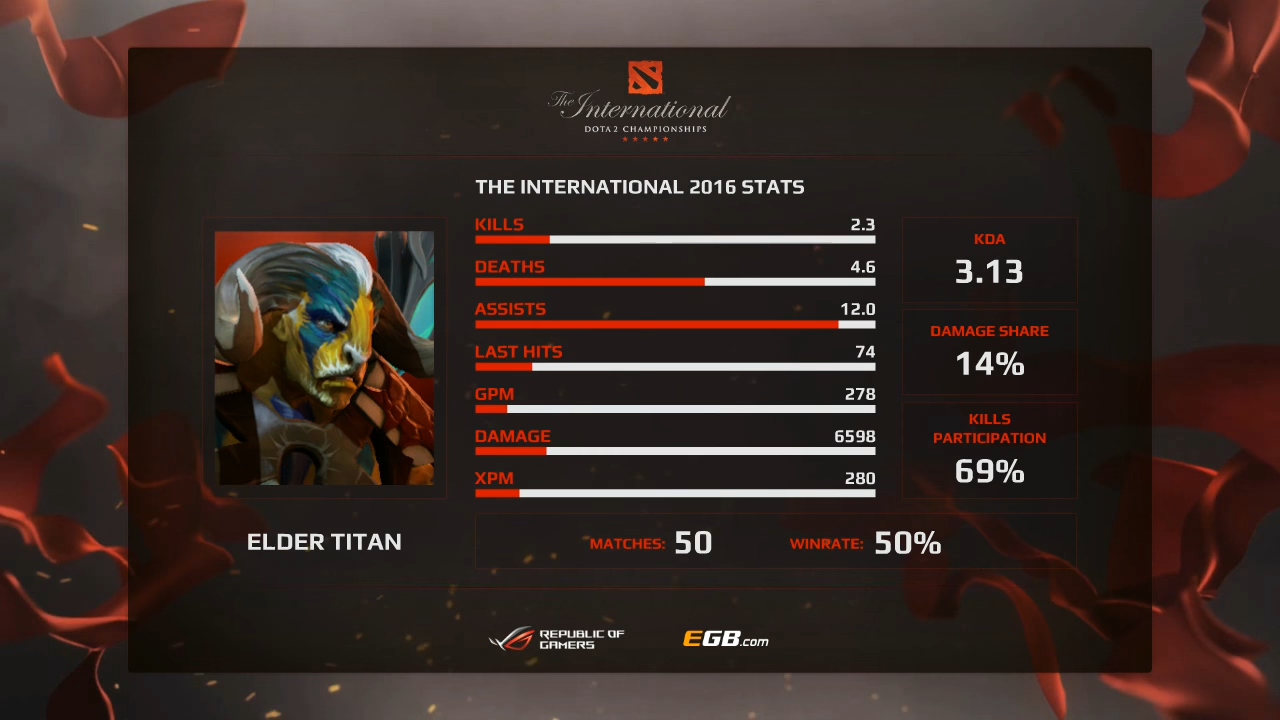 The International
DOTA 2 CHAMPIONSHIPS
THE INTERNATIONAL 2016 STATS
KILLS 2.3
DEATHS 4.6
ASSISTS 12.0
LAST HITS 74
GPM 278
DAMAGE 6598
XPM 280
KDA
3.13
DAMAGE SHARE
14%
KILLS
PARTICIPATION
69%
ELDER TITAN
MATCHES: 50 WINRATE: 50%
REPUBLIC OF
GAMERS
EGB.com